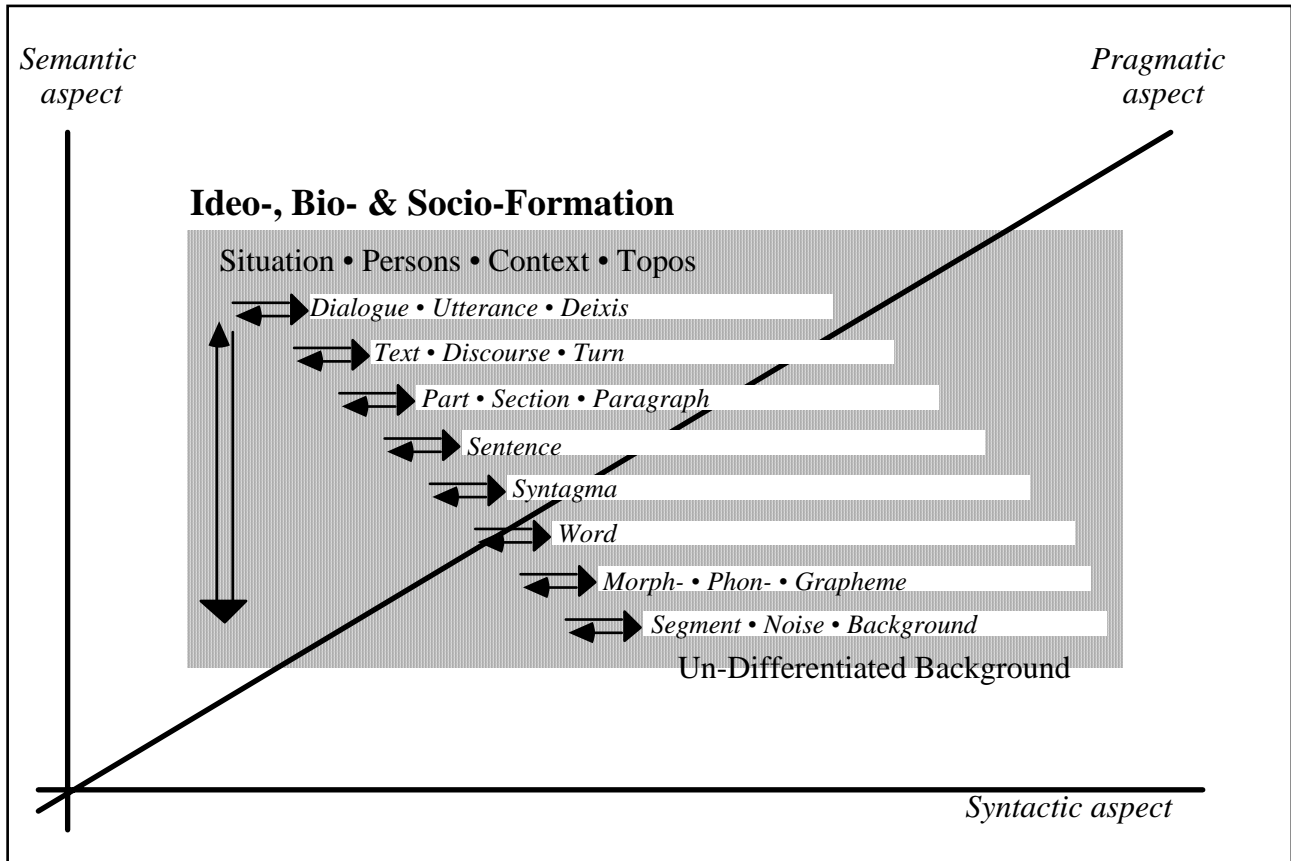 Semantic
aspect
Pragmatic
aspect
Ideo-, Bio- & Socio-Formation
Situation • Persons • Context • Topos
Dialogue • Utterance • Deixis
Text • Discourse • Turn
Part • Section • Paragraph
Sentence
Syntagma
Word
Morph- • Phon- • Grapheme
Segment • Noise • Background
Un-Differentiated Background
Syntactic aspect